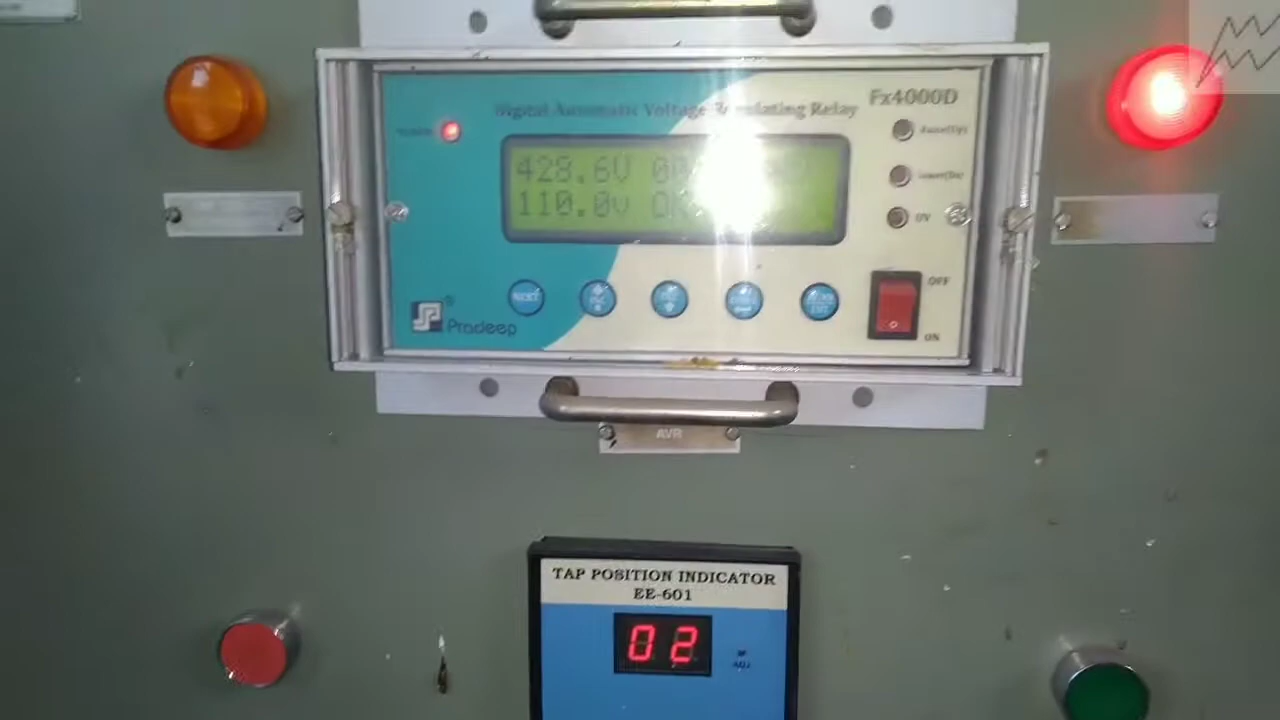 Digital Automatic Voltage Regulating Relay
Fx4000D
428.6V
110.0v
OV
NEXT
OFF
ON
Pradeep
AVR
TAP POSITION INDICATOR
EE-601
02